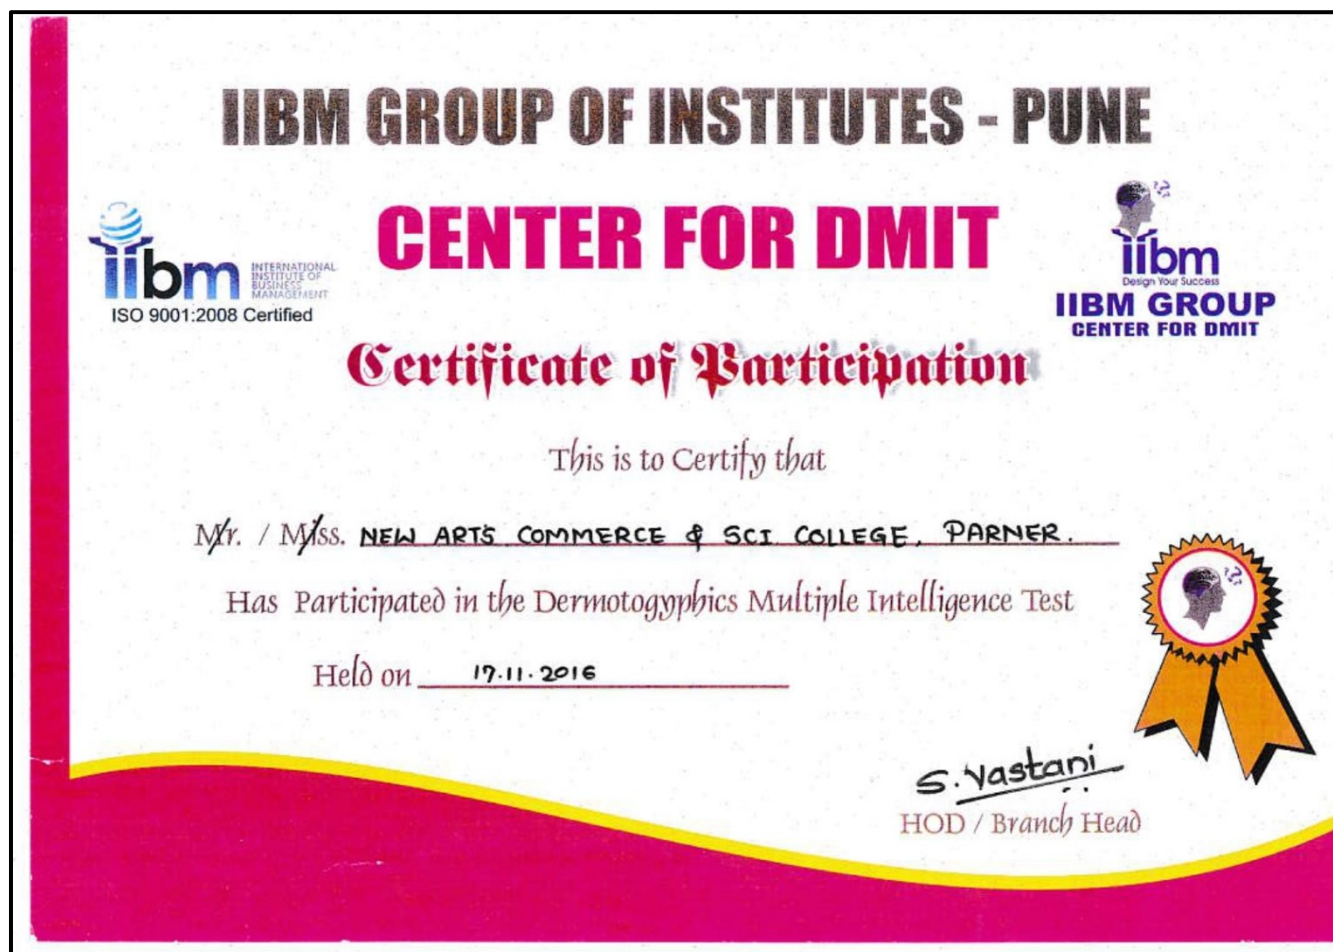 IIBM GROUP OF INSTITUTES - PUNE
CENTER FOR DMIT
iibm
INTERNATIONAL
INSTITUTE OF
BUSINESS
MANAGEMENT
ISO 9001:2008 Certified
iibm
Design Your Success
IIBM GROUP
CENTER FOR DMIT
Certificate of Participation
This is to Certify that
Mr. / Miss. NEW ARTS COMMERCE & SCI COLLEGE, PARNER.
Has Participated in the Dermotogyphics Multiple Intelligence Test
Held on 17.11.2016
S. Vastani
HOD / Branch Head